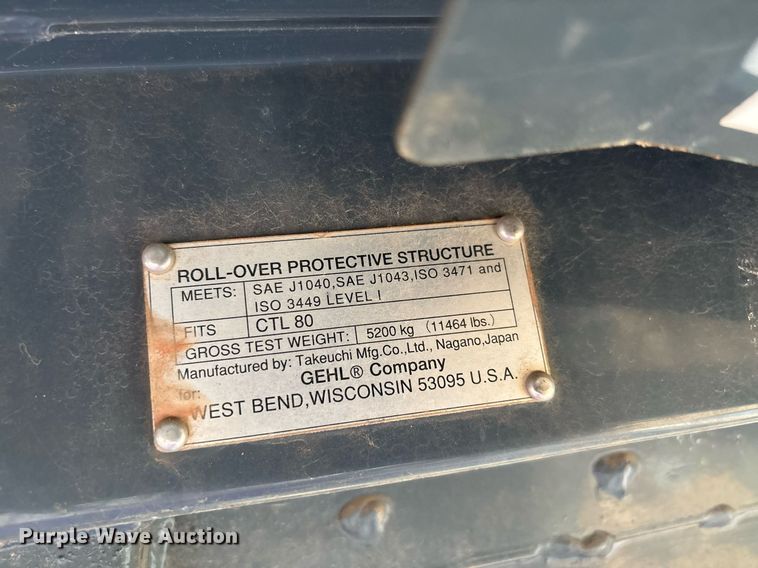 ROLL-OVER PROTECTIVE STRUCTURE
MEETS: SAE J1040,SAE J1043,ISO 3471 and
ISO 3449 LEVEL I
FITS CTL 80
GROSS TEST WEIGHT: 5200 kg (11464 lbs.)
Manufactured by: Takeuchi Mfg.Co.,Ltd., Nagano,Japan
for: GEHL® Company
WEST BEND,WISCONSIN 53095 U.S.A.
Purple Wave Auction